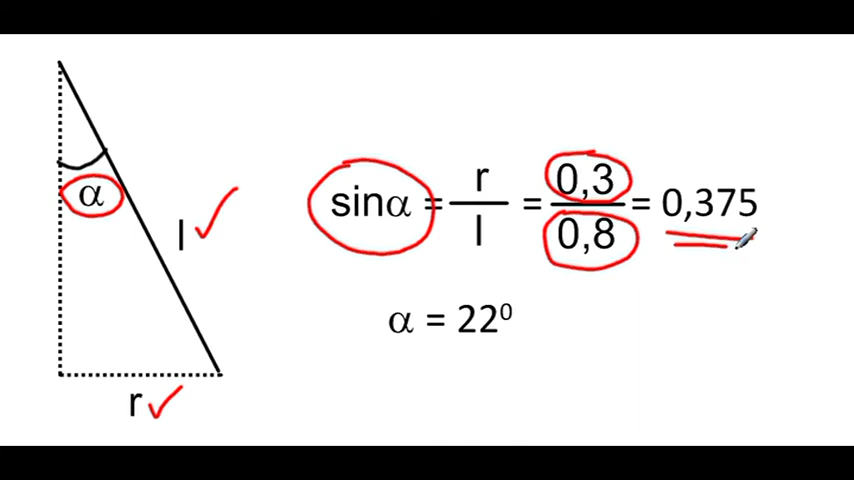 α
l
r
sinα = r/l = 0,3/0,8 = 0,375
α = 22⁰